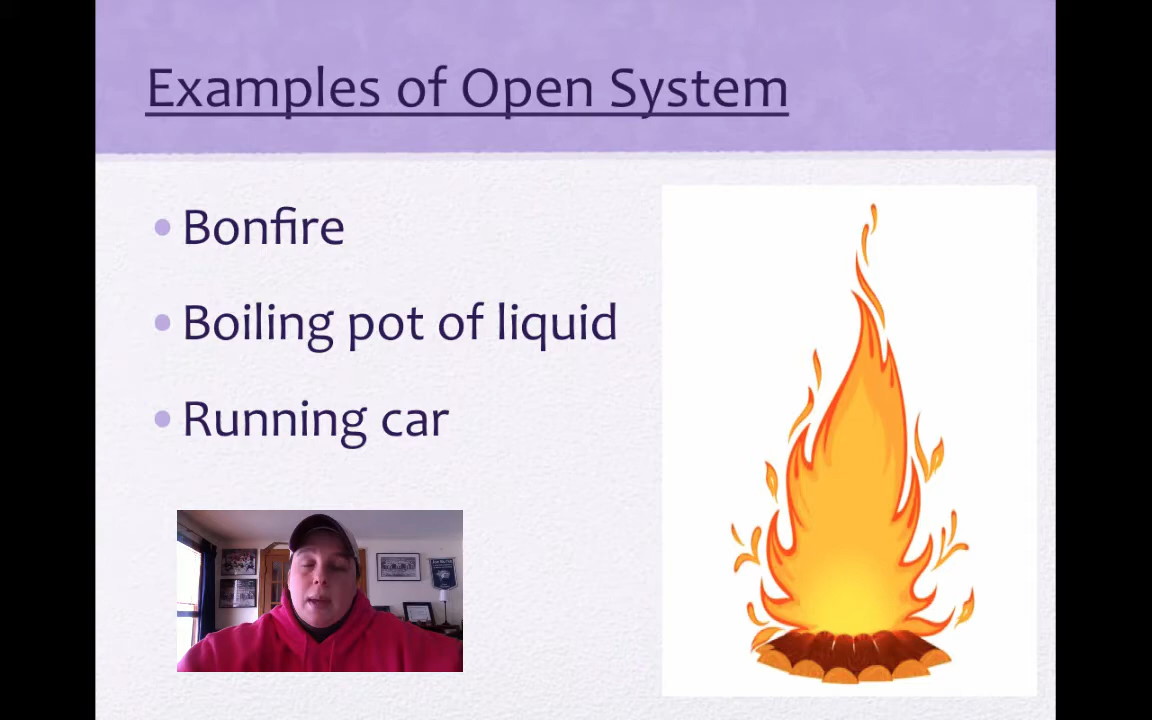 Examples of Open System
• Bonfire
• Boiling pot of liquid
• Running car